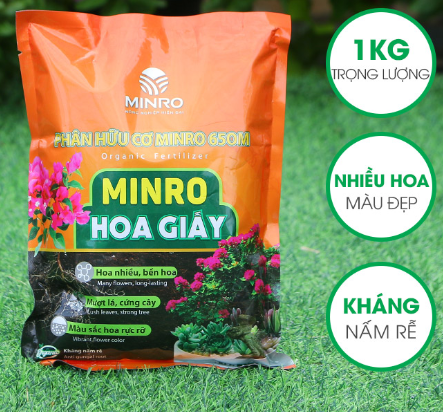 MINRO
PHÂN HỮU CƠ MINRO 650M
Organic Fertilizer
MINRO
HOA GIẤY
Hoa nhiều, bền hoa
Many flowers, long-lasting
Mượt lá, cứng cây
Lush leaves, strong tree
Màu sắc hoa rực rỡ
Vibrant flower color
Kháng nấm rễ
1KG
TRỌNG LƯỢNG
NHIỀU HOA
MÀU ĐẸP
KHÁNG
NẤM RỄ